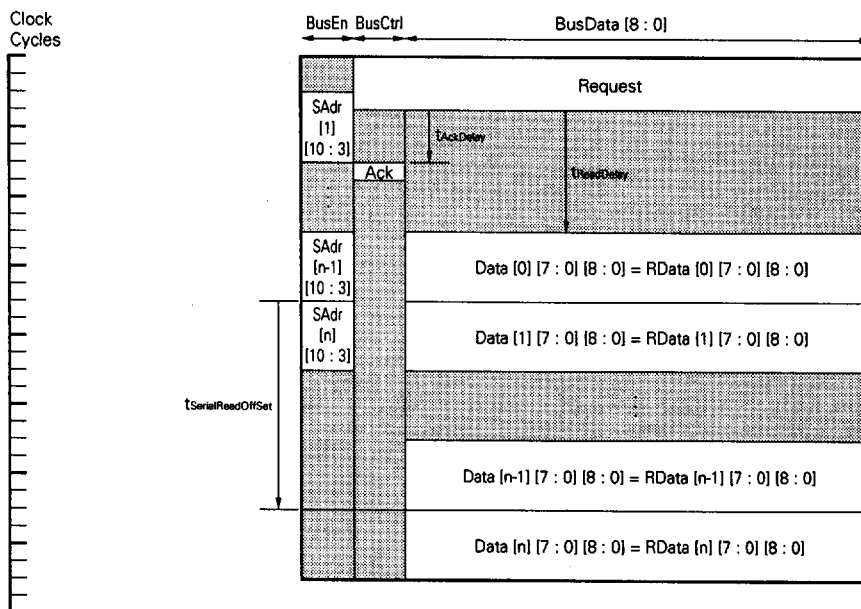 Clock
Cycles
BusEn BusCtrl BusData [8 : 0]
Request
SAdr
[1]
[10 : 3]
tAckDelay
tReadDelay
Ack
SAdr
[n-1]
[10 : 3]
Data [0] [7 : 0] [8 : 0] = RData [0] [7 : 0] [8 : 0]
SAdr
[n]
[10 : 3]
Data [1] [7 : 0] [8 : 0] = RData [1] [7 : 0] [8 : 0]
tSerialReadOffSet
Data [n-1] [7 : 0] [8 : 0] = RData [n-1] [7 : 0] [8 : 0]
Data [n] [7 : 0] [8 : 0] = RData [n] [7 : 0] [8 : 0]